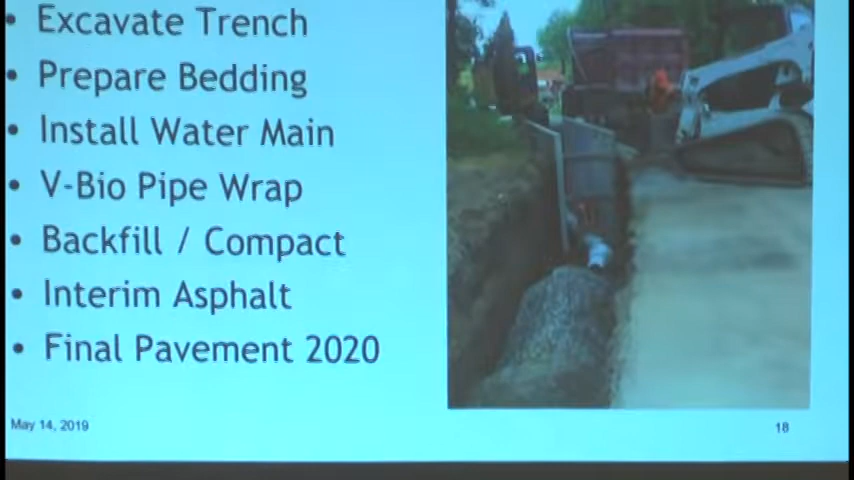 • Excavate Trench
• Prepare Bedding
• Install Water Main
• V-Bio Pipe Wrap
• Backfill / Compact
• Interim Asphalt
• Final Pavement 2020
May 14, 2019
18